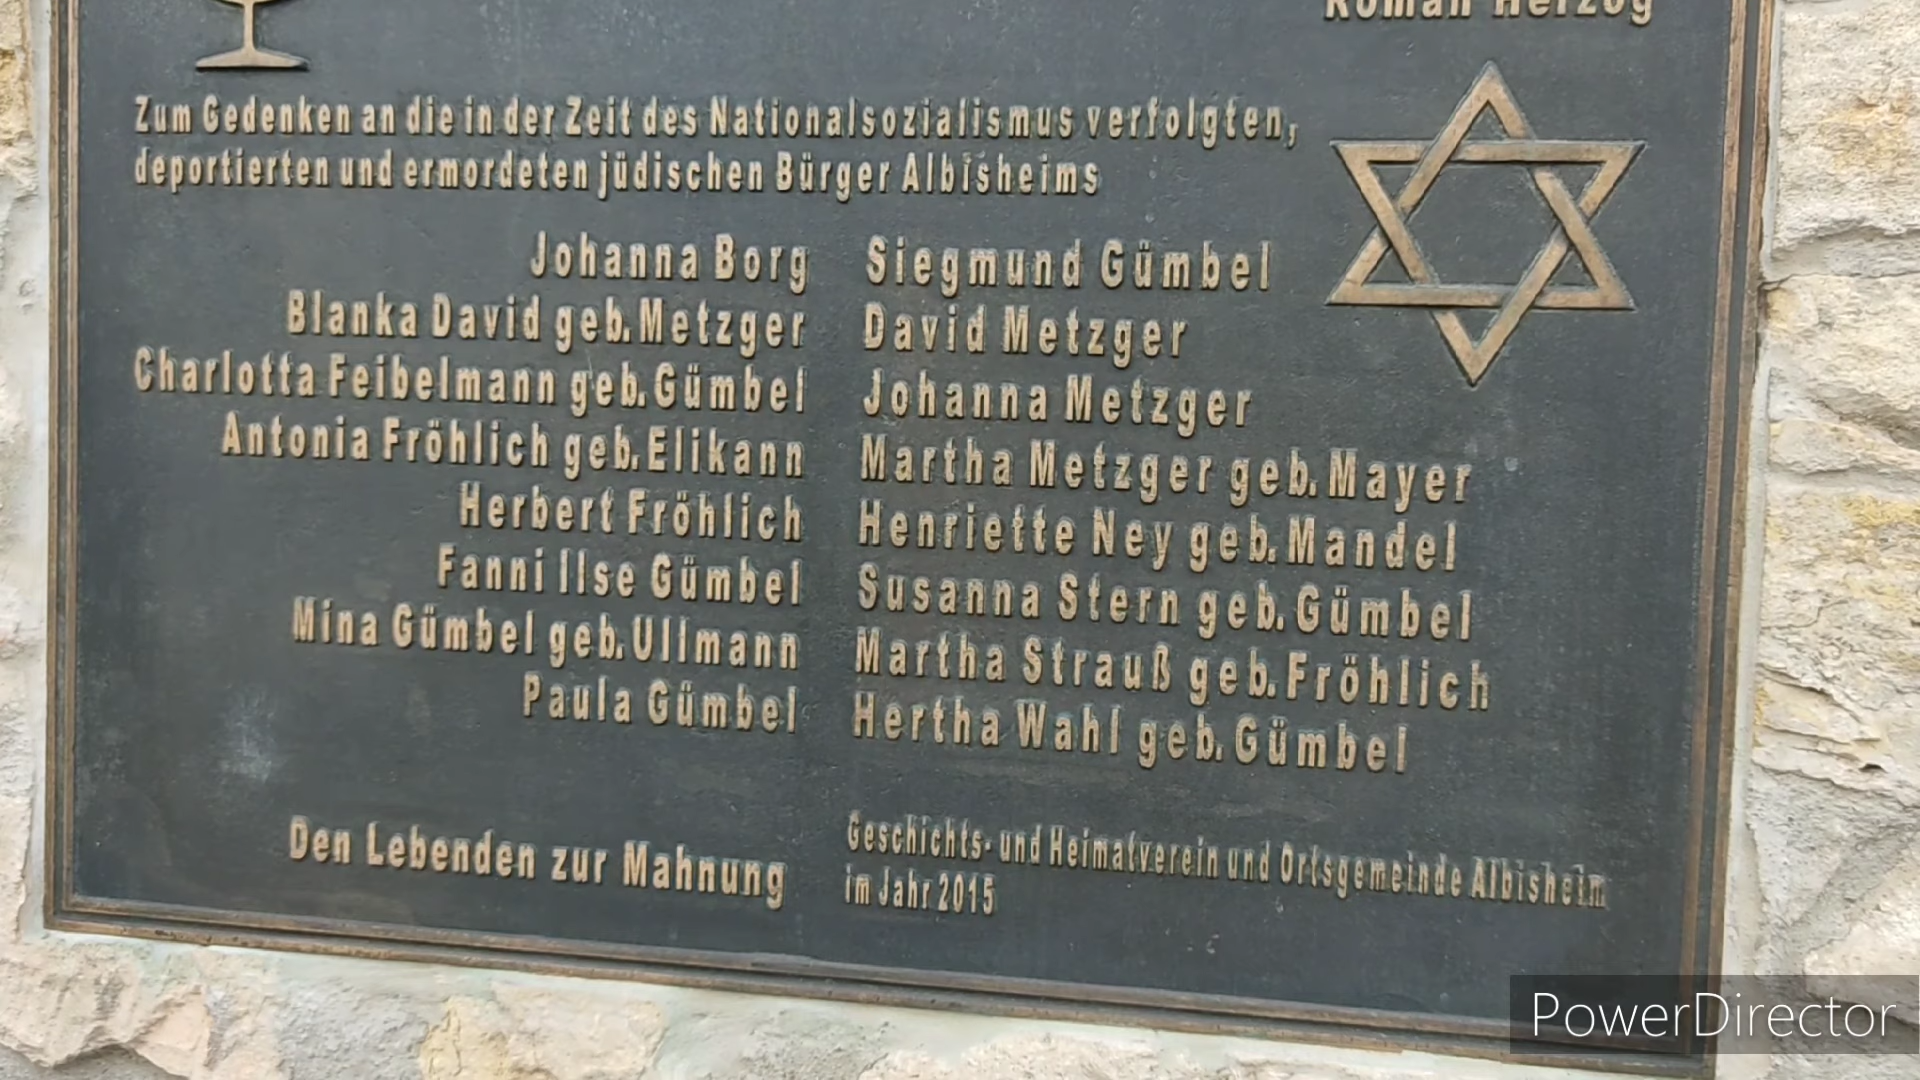 Roman Herzog
Zum Gedenken an die in der Zeit des Nationalsozialismus verfolgten,
deportierten und ermordeten jüdischen Bürger Albisheims
Johanna Borg
Blanka David geb. Metzger
Charlotta Feibelmann geb. Gümbel
Antonia Fröhlich geb. Elikann
Herbert Fröhlich
Fanni Ilse Gümbel
Mina Gümbel geb. Ullmann
Paula Gümbel
Siegmund Gümbel
David Metzger
Johanna Metzger
Martha Metzger geb. Mayer
Henriette Ney geb. Mandel
Susanna Stern geb. Gümbel
Martha Strauß geb. Fröhlich
Hertha Wahl geb. Gümbel
Den Lebenden zur Mahnung
Geschichts- und Heimatverein und Ortsgemeinde Albisheim
im Jahr 2015
PowerDirector